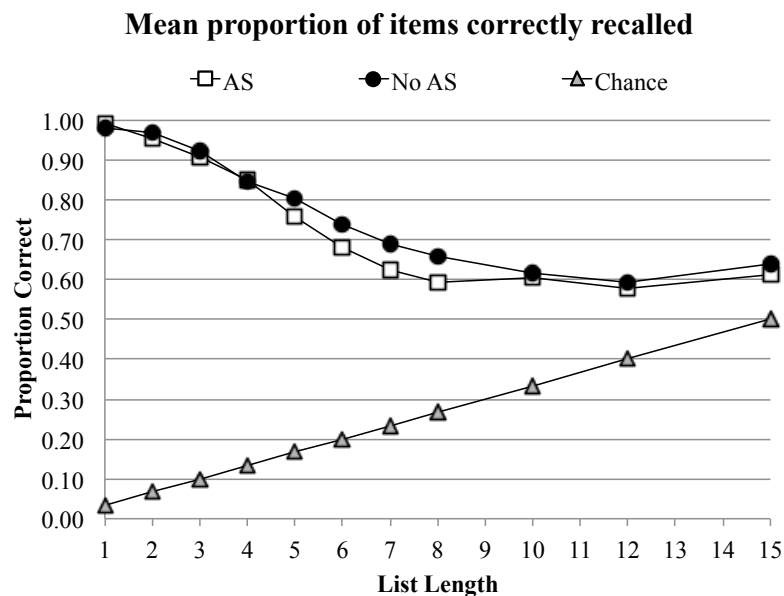 Mean proportion of items correctly recalled
AS No AS Chance
Proportion Correct
1.00
0.90
0.80
0.70
0.60
0.50
0.40
0.30
0.20
0.10
0.00
1 2 3 4 5 6 7 8 9 10 11 12 13 14 15
List Length